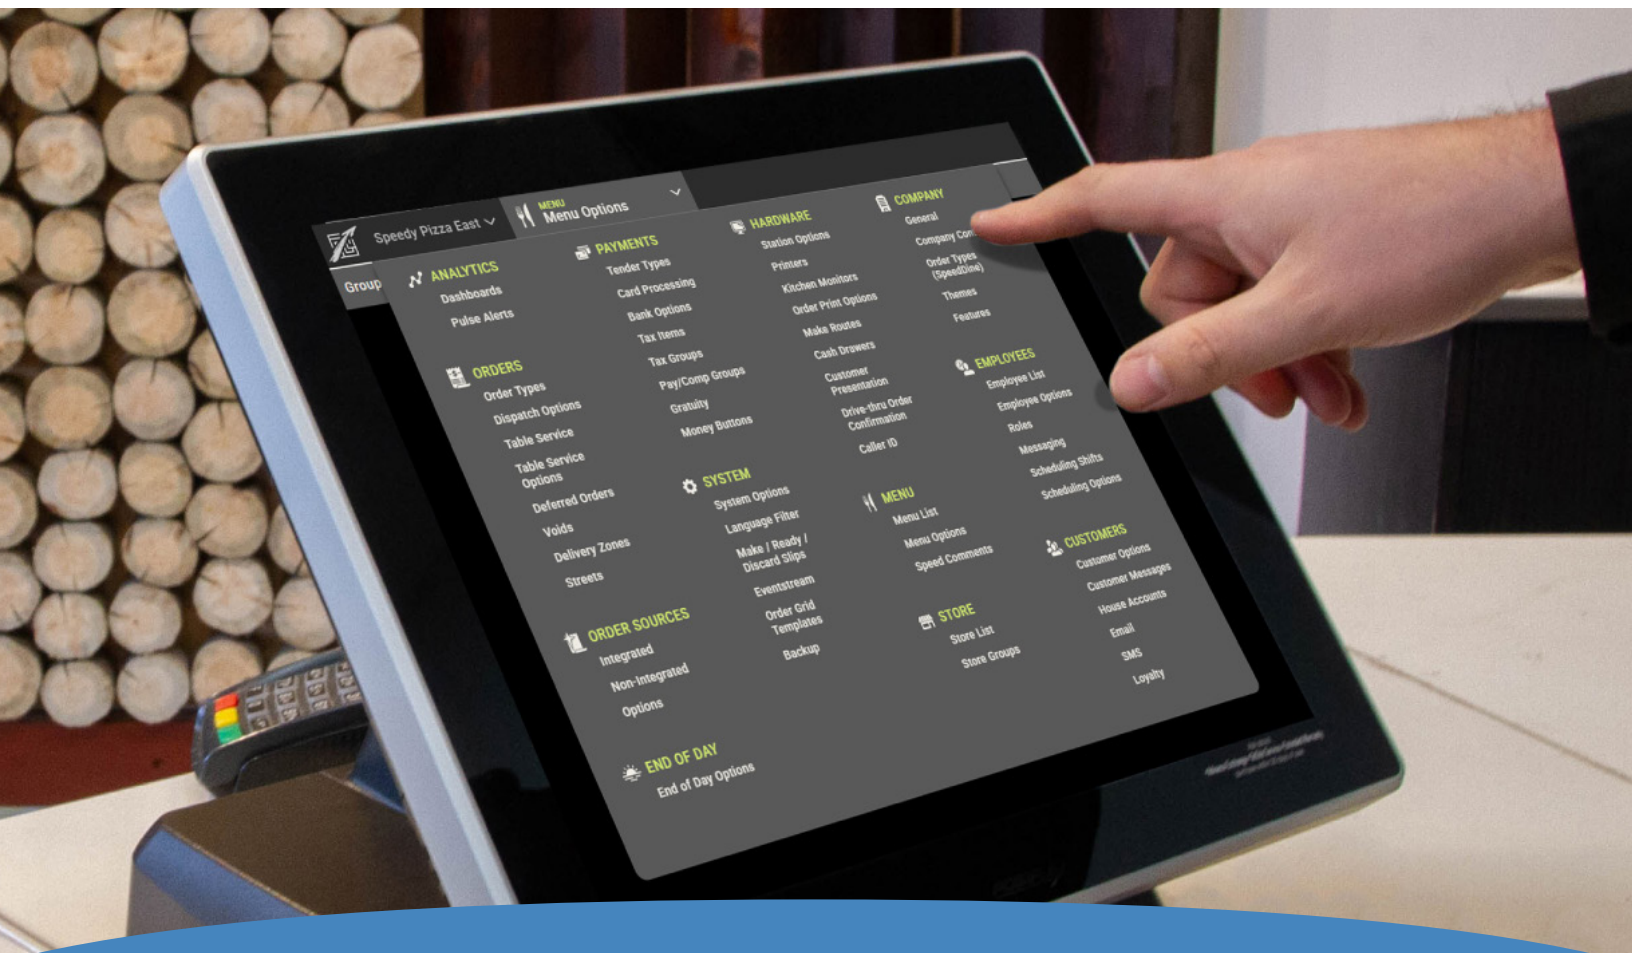 Speedy Pizza East
MENU
Menu Options
Group
ANALYTICS
Dashboards
Pulse Alerts
ORDERS
Order Types
Dispatch Options
Table Service
Table Service
Options
Deferred Orders
Voids
Delivery Zones
Streets
ORDER SOURCES
Integrated
Non-Integrated
Options
END OF DAY
End of Day Options
PAYMENTS
Tender Types
Card Processing
Bank Options
Tax Items
Tax Groups
Pay/Comp Groups
Gratuity
Money Buttons
SYSTEM
System Options
Language Filter
Make / Ready /
Discard Slips
Eventstream
Order Grid
Templates
Backup
HARDWARE
Station Options
Printers
Kitchen Monitors
Order Print Options
Make Routes
Cash Drawers
Customer
Presentation
Drive-thru Order
Confirmation
Caller ID
MENU
Menu List
Menu Options
Speed Comments
STORE
Store List
Store Groups
COMPANY
General
Company
Order Types
(SpeedDine)
Themes
Features
EMPLOYEES
Employee List
Employee Options
Roles
Messaging
Scheduling Shifts
Scheduling Options
CUSTOMERS
Customer Options
Customer Messages
House Accounts
Email
SMS
Loyalty